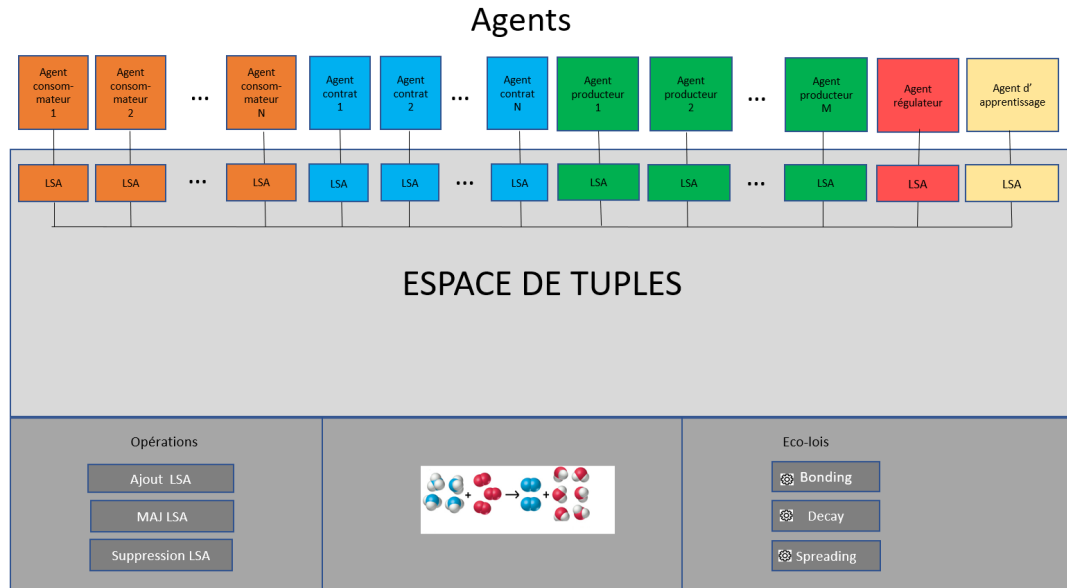 Agents
Agent
consom-
mateur
1
Agent
consom-
mateur
2
...
Agent
consom-
mateur
N
Agent
contrat
1
Agent
contrat
2
...
Agent
contrat
N
Agent
producteur
1
Agent
producteur
2
...
Agent
producteur
M
Agent
régulateur
Agent d'
apprentissage
LSA
LSA
...
LSA
LSA
LSA
...
LSA
LSA
LSA
...
LSA
LSA
LSA
ESPACE DE TUPLES
Opérations
Ajout LSA
MAJ LSA
Suppression LSA
+
→
+
Eco-lois
Bonding
Decay
Spreading